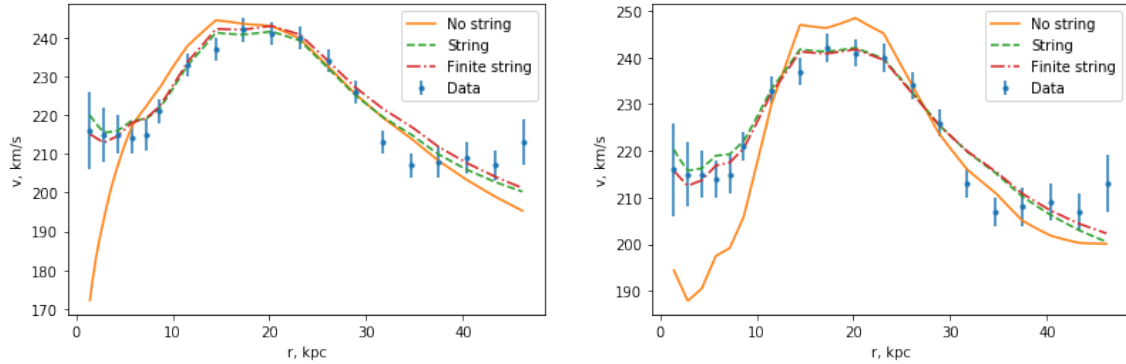 240
230
220
210
200
190
180
170
v, km/s
0
10
20
30
40
r, kpc
No string
String
Finite string
Data
250
240
230
220
210
200
190
v, km/s
0
10
20
30
40
r, kpc
No string
String
Finite string
Data